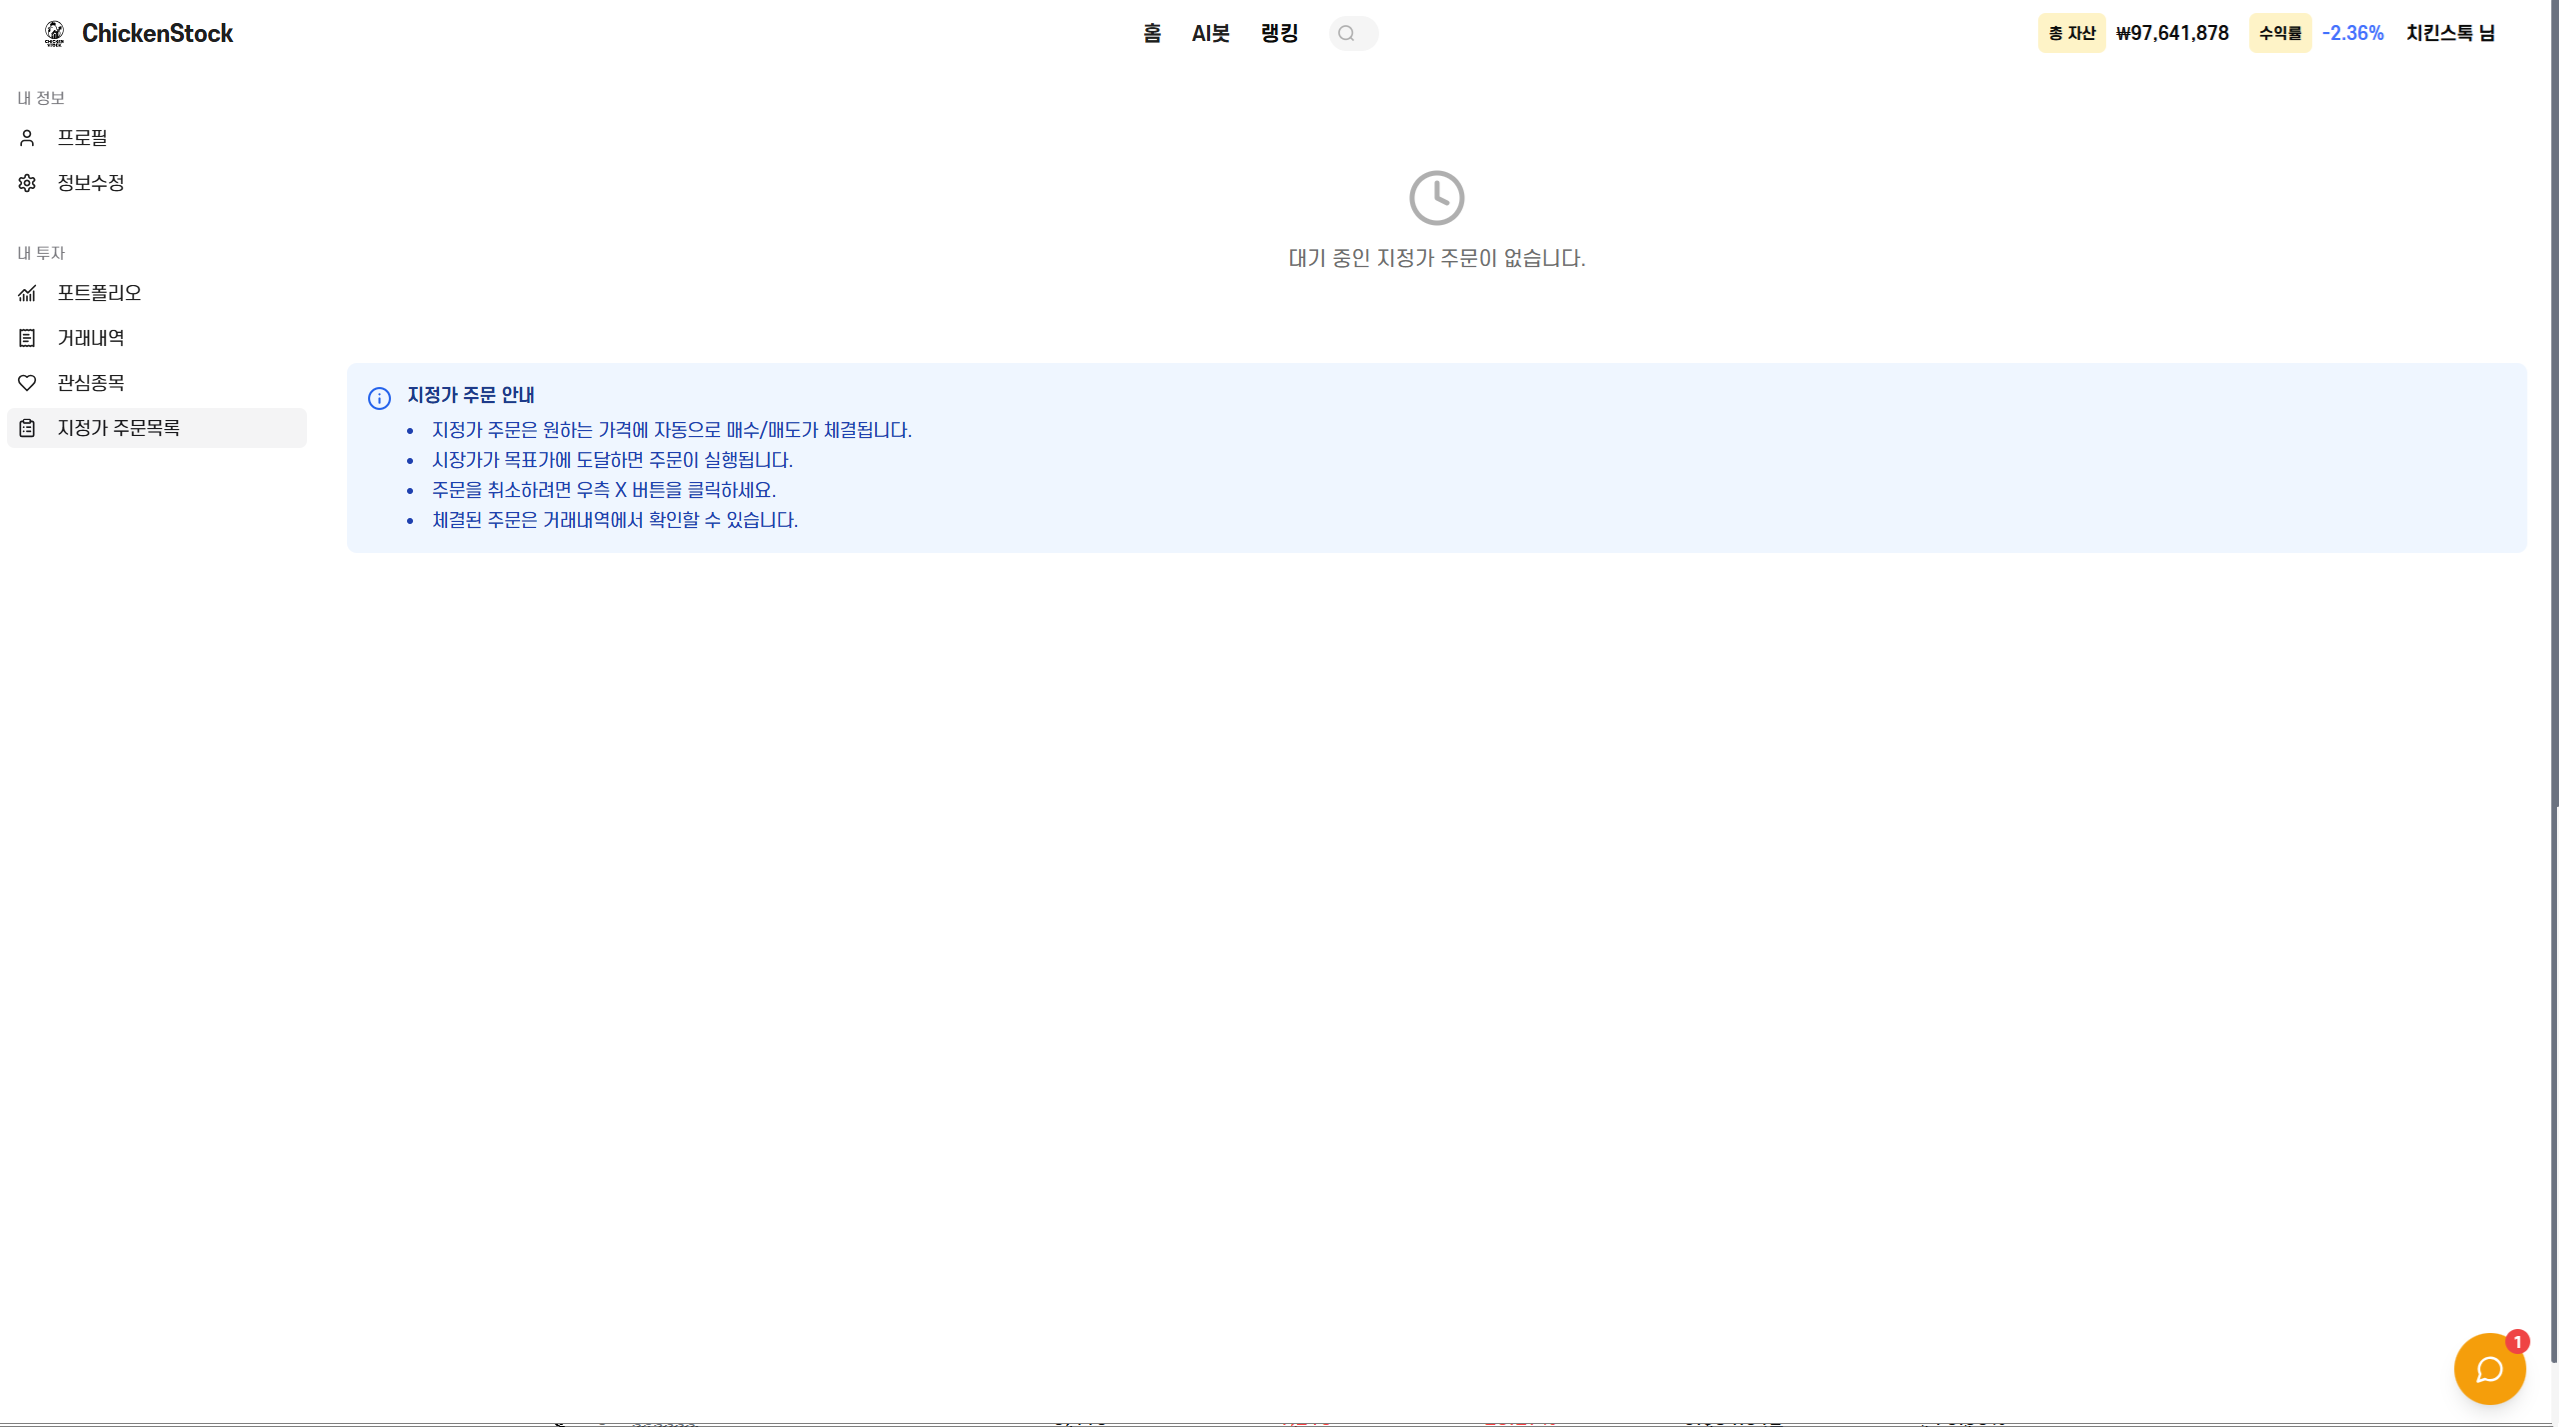 ChickenStock
홈 AI봇 랭킹
총 자산 ₩97,641,878 수익률 -2.36% 치킨스톡 님
내 정보
프로필
정보수정
내 투자
포트폴리오
거래내역
관심종목
지정가 주문목록
대기 중인 지정가 주문이 없습니다.
지정가 주문 안내
• 지정가 주문은 원하는 가격에 자동으로 매수/매도가 체결됩니다.
• 시장가가 목표가에 도달하면 주문이 실행됩니다.
• 주문을 취소하려면 우측 X 버튼을 클릭하세요.
• 체결된 주문은 거래내역에서 확인할 수 있습니다.
1